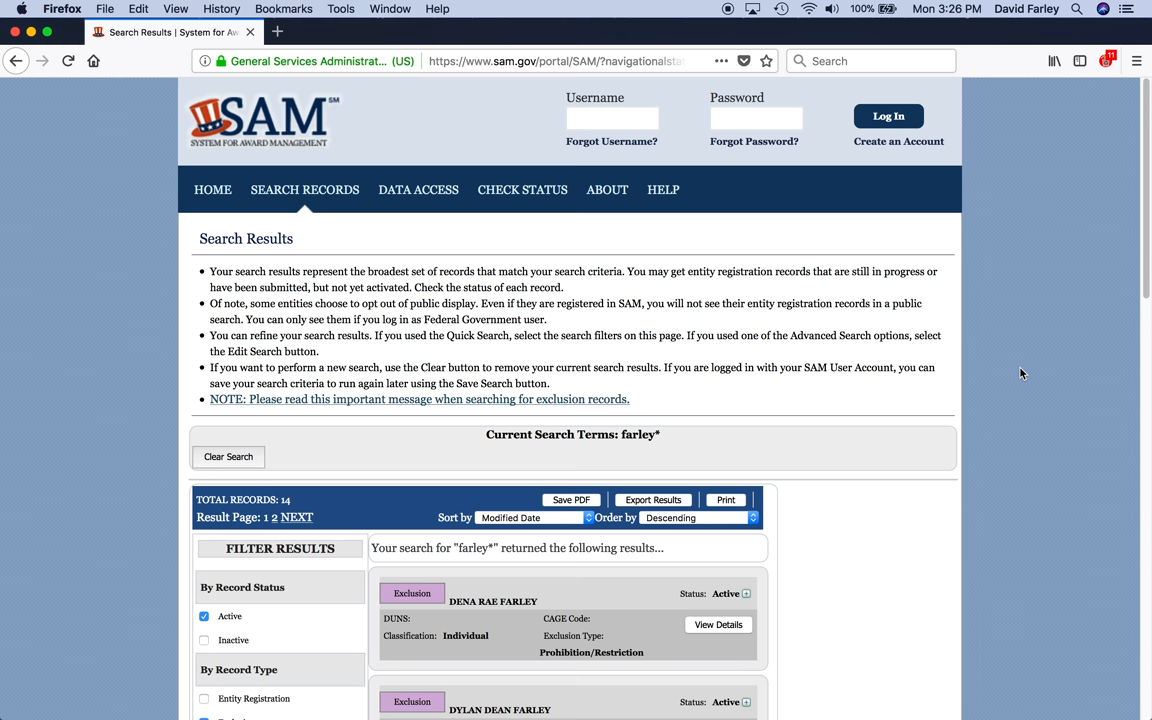 Firefox File Edit View History Bookmarks Tools Window Help 100% Mon 3:26 PM David Farley
Search Results | System for Aw
General Services Administrat... (US) https://www.sam.gov/portal/SAM/?navigationalstat Search 11
SAM SM
SYSTEM FOR AWARD MANAGEMENT
Username Password
Log In
Forgot Username? Forgot Password? Create an Account
HOME SEARCH RECORDS DATA ACCESS CHECK STATUS ABOUT HELP
Search Results
• Your search results represent the broadest set of records that match your search criteria. You may get entity registration records that are still in progress or
have been submitted, but not yet activated. Check the status of each record.
• Of note, some entities choose to opt out of public display. Even if they are registered in SAM, you will not see their entity registration records in a public
search. You can only see them if you log in as Federal Government user.
• You can refine your search results. If you used the Quick Search, select the search filters on this page. If you used one of the Advanced Search options, select
the Edit Search button.
• If you want to perform a new search, use the Clear button to remove your current search results. If you are logged in with your SAM User Account, you can
save your search criteria to run again later using the Save Search button.
• NOTE: Please read this important message when searching for exclusion records.
Current Search Terms: farley*
Clear Search
TOTAL RECORDS: 14 Save PDF Export Results Print
Result Page: 1 2 NEXT Sort by Modified Date Order by Descending
FILTER RESULTS Your search for "farley*" returned the following results...
By Record Status
Exclusion DENA RAE FARLEY Status: Active
Active DUNS: CAGE Code: View Details
Inactive Classification: Individual Exclusion Type:
Prohibition/Restriction
By Record Type
Entity Registration Exclusion DYLAN DEAN FARLEY Status: Active